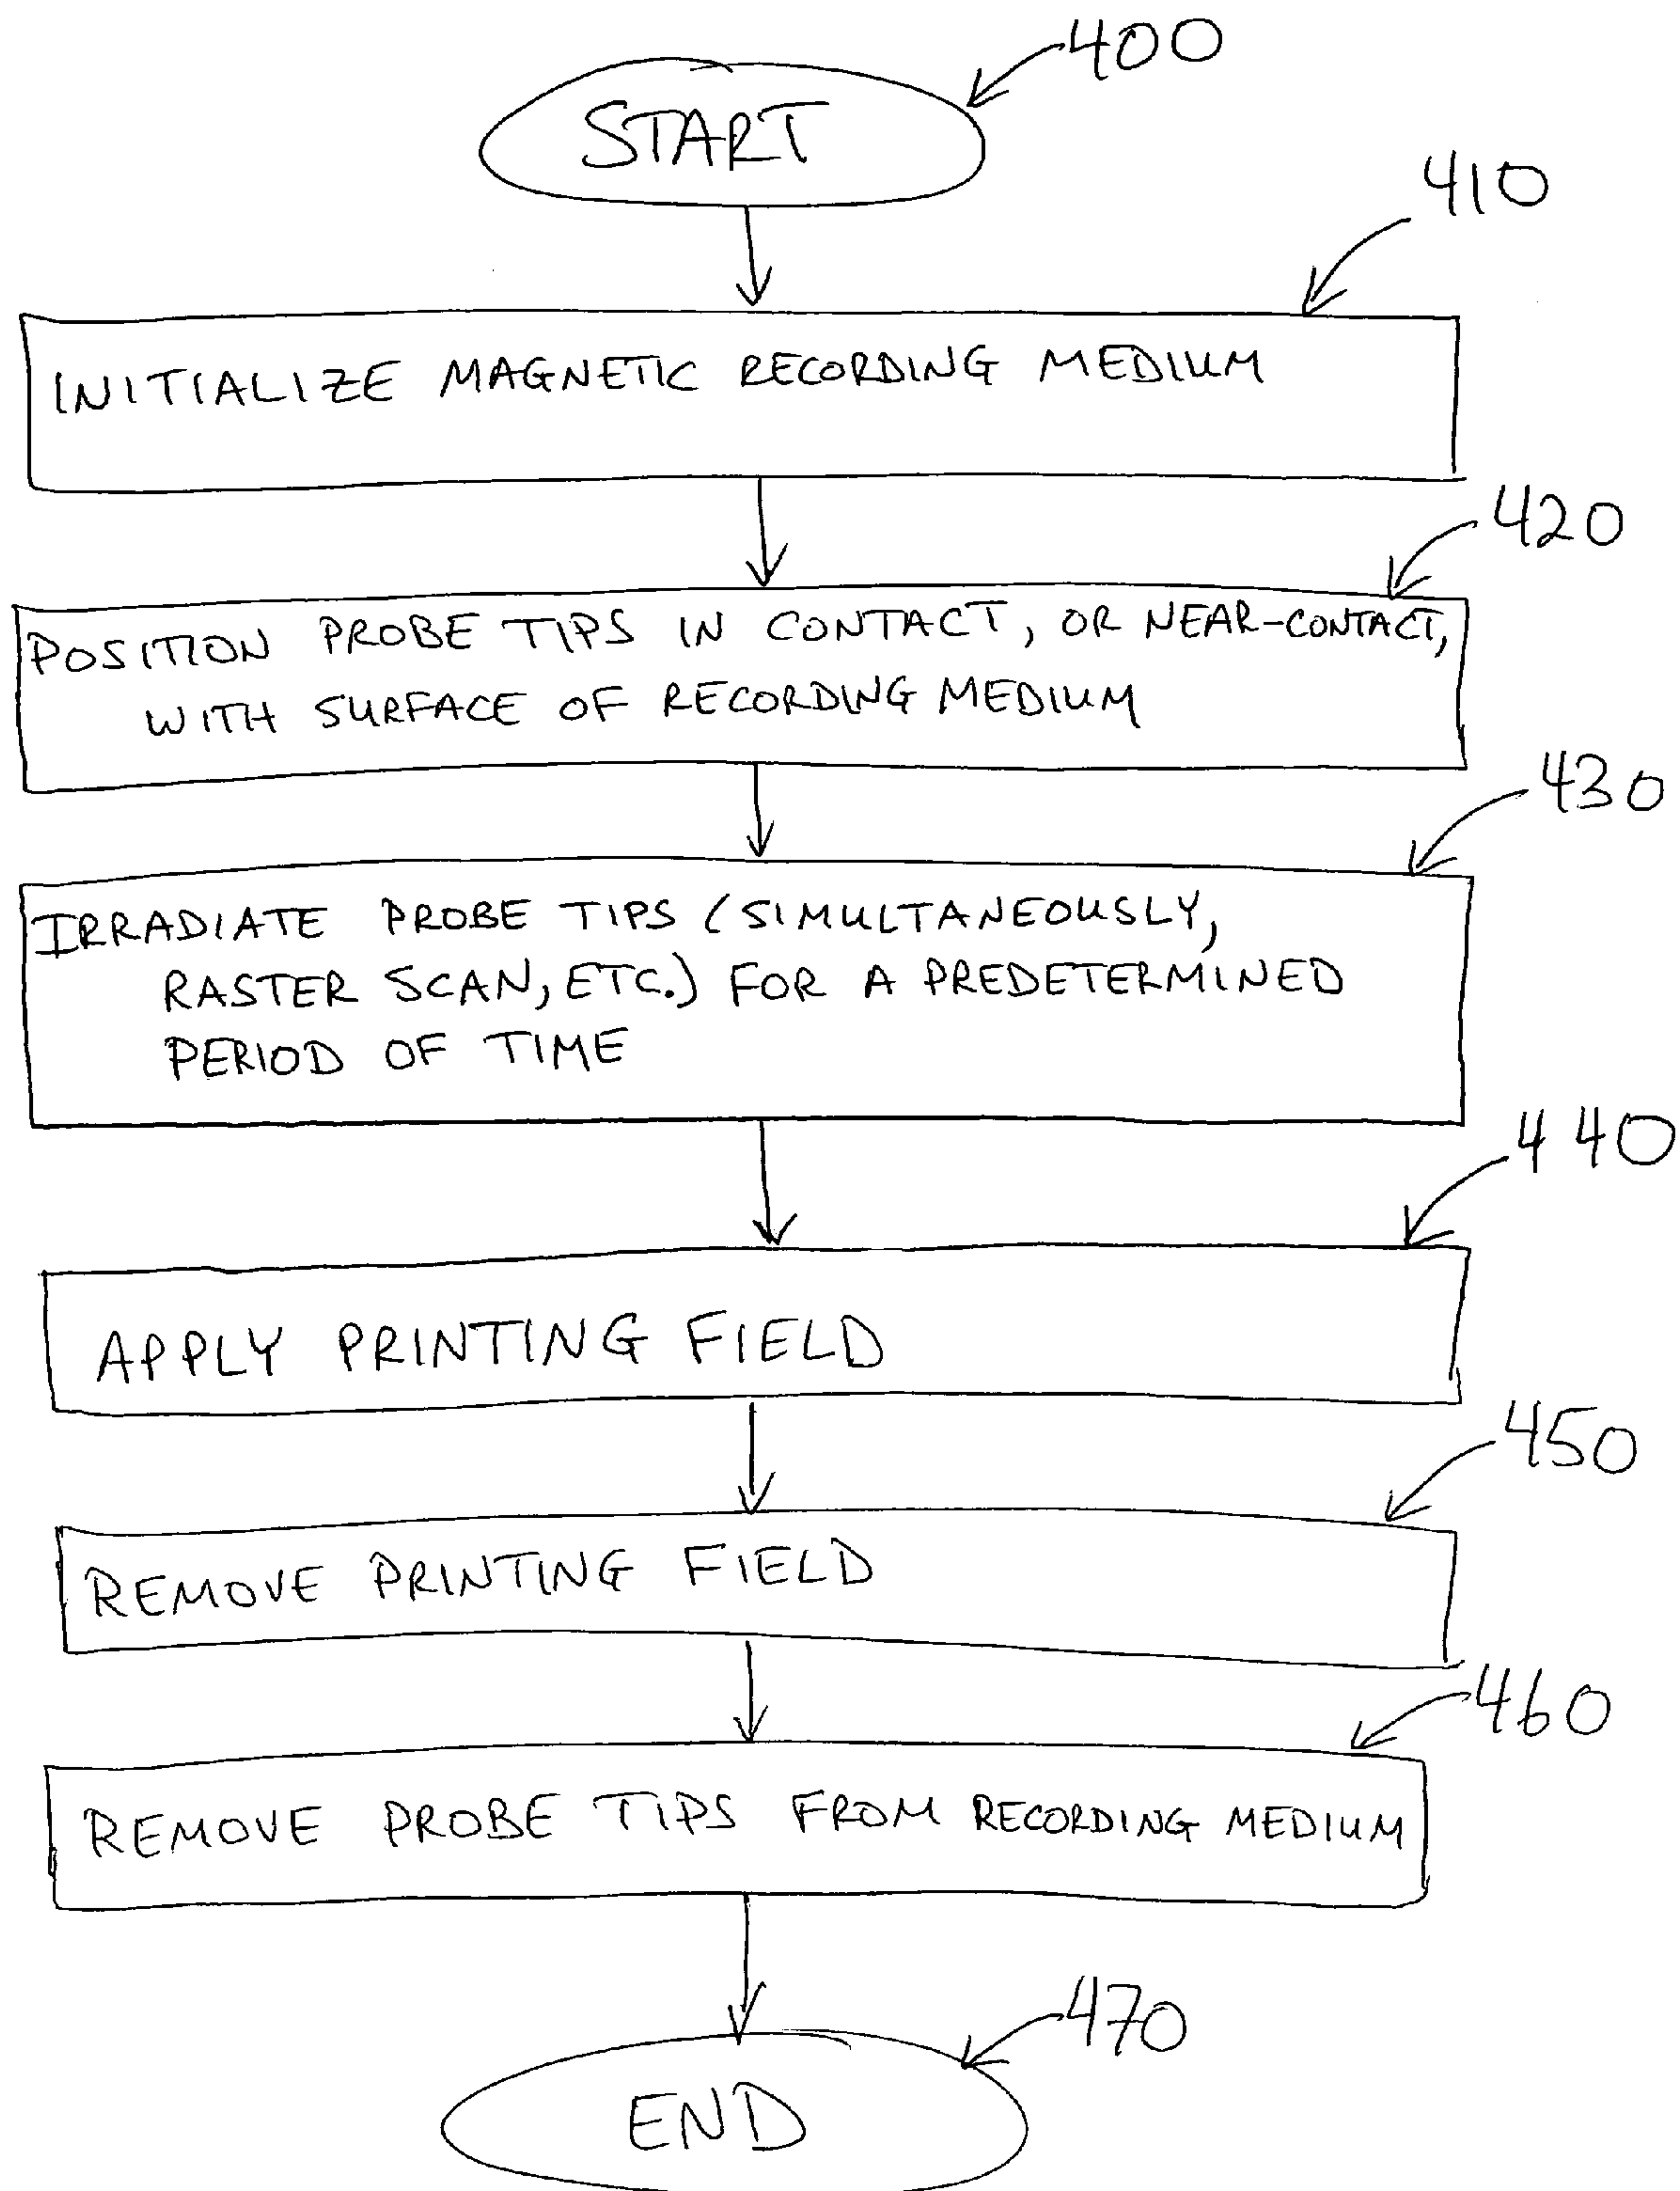 400
START
410
INITIALIZE MAGNETIC RECORDING MEDIUM
420
POSITION PROBE TIPS IN CONTACT, OR NEAR-CONTACT,
WITH SURFACE OF RECORDING MEDIUM
430
IRRADIATE PROBE TIPS (SIMULTANEOUSLY,
RASTER SCAN, ETC.) FOR A PREDETERMINED
PERIOD OF TIME
440
APPLY PRINTING FIELD
450
REMOVE PRINTING FIELD
460
REMOVE PROBE TIPS FROM RECORDING MEDIUM
470
END